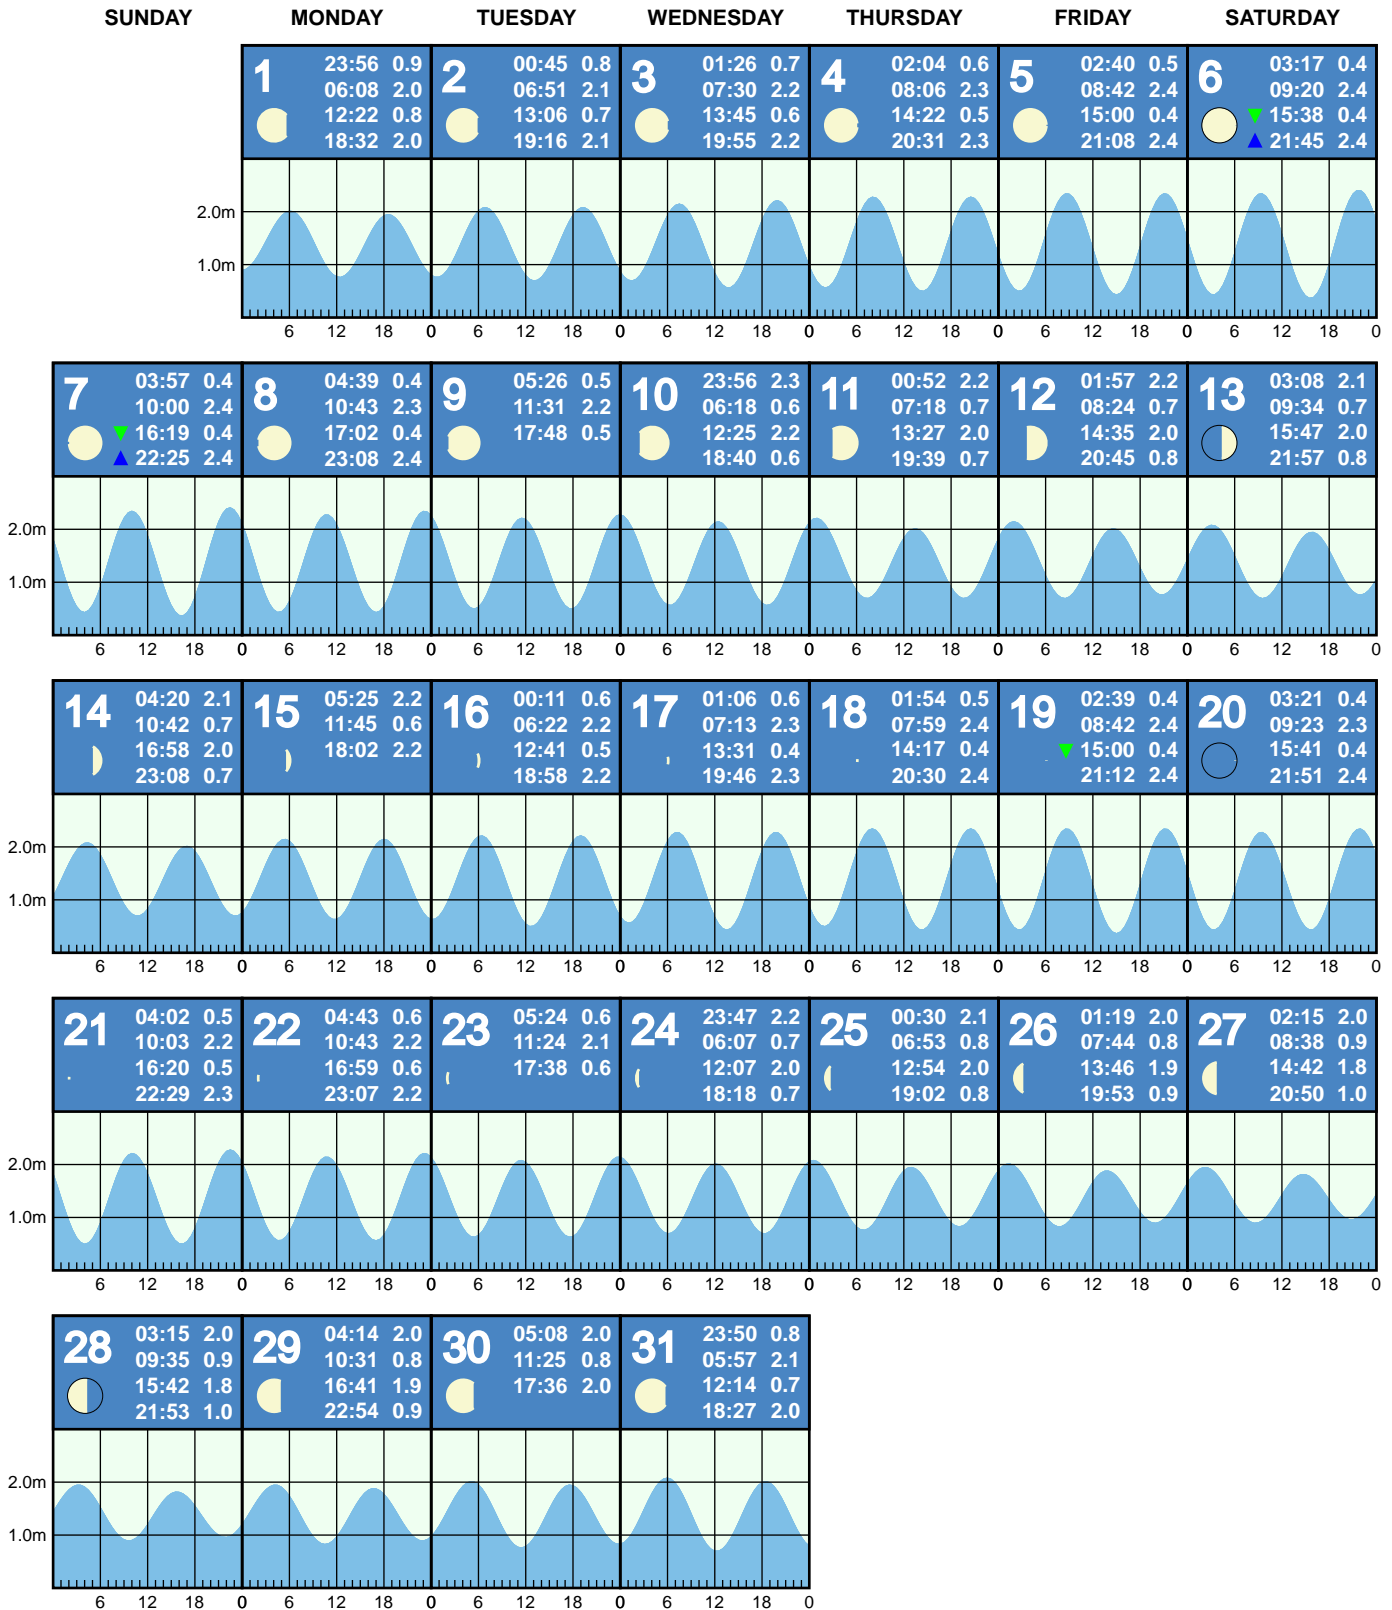 SUNDAY MONDAY TUESDAY WEDNESDAY THURSDAY FRIDAY SATURDAY
1 23:56 0.9
06:08 2.0
12:22 0.8
18:32 2.0
2 00:45 0.8
06:51 2.1
13:06 0.7
19:16 2.1
3 01:26 0.7
07:30 2.2
13:45 0.6
19:55 2.2
4 02:04 0.6
08:06 2.3
14:22 0.5
20:31 2.3
5 02:40 0.5
08:42 2.4
15:00 0.4
21:08 2.4
6 03:17 0.4
09:20 2.4
15:38 0.4
21:45 2.4
2.0m
1.0m
6 12 18 0 6 12 18 0 6 12 18 0 6 12 18 0 6 12 18 0 6 12 18 0
7 03:57 0.4
10:00 2.4
16:19 0.4
22:25 2.4
8 04:39 0.4
10:43 2.3
17:02 0.4
23:08 2.4
9 05:26 0.5
11:31 2.2
17:48 0.5
10 23:56 2.3
06:18 0.6
12:25 2.2
18:40 0.6
11 00:52 2.2
07:18 0.7
13:27 2.0
19:39 0.7
12 01:57 2.2
08:24 0.7
14:35 2.0
20:45 0.8
13 03:08 2.1
09:34 0.7
15:47 2.0
21:57 0.8
2.0m
1.0m
6 12 18 0 6 12 18 0 6 12 18 0 6 12 18 0 6 12 18 0 6 12 18 0 6 12 18 0
14 04:20 2.1
10:42 0.7
16:58 2.0
23:08 0.7
15 05:25 2.2
11:45 0.6
18:02 2.2
16 00:11 0.6
06:22 2.2
12:41 0.5
18:58 2.2
17 01:06 0.6
07:13 2.3
13:31 0.4
19:46 2.3
18 01:54 0.5
07:59 2.4
14:17 0.4
20:30 2.4
19 02:39 0.4
08:42 2.4
15:00 0.4
21:12 2.4
20 03:21 0.4
09:23 2.3
15:41 0.4
21:51 2.4
2.0m
1.0m
6 12 18 0 6 12 18 0 6 12 18 0 6 12 18 0 6 12 18 0 6 12 18 0 6 12 18 0
21 04:02 0.5
10:03 2.2
16:20 0.5
22:29 2.3
22 04:43 0.6
10:43 2.2
16:59 0.6
23:07 2.2
23 05:24 0.6
11:24 2.1
17:38 0.6
24 23:47 2.2
06:07 0.7
12:07 2.0
18:18 0.7
25 00:30 2.1
06:53 0.8
12:54 2.0
19:02 0.8
26 01:19 2.0
07:44 0.8
13:46 1.9
19:53 0.9
27 02:15 2.0
08:38 0.9
14:42 1.8
20:50 1.0
2.0m
1.0m
6 12 18 0 6 12 18 0 6 12 18 0 6 12 18 0 6 12 18 0 6 12 18 0 6 12 18 0
28 03:15 2.0
09:35 0.9
15:42 1.8
21:53 1.0
29 04:14 2.0
10:31 0.8
16:41 1.9
22:54 0.9
30 05:08 2.0
11:25 0.8
17:36 2.0
31 23:50 0.8
05:57 2.1
12:14 0.7
18:27 2.0
2.0m
1.0m
6 12 18 0 6 12 18 0 6 12 18 0 6 12 18 0